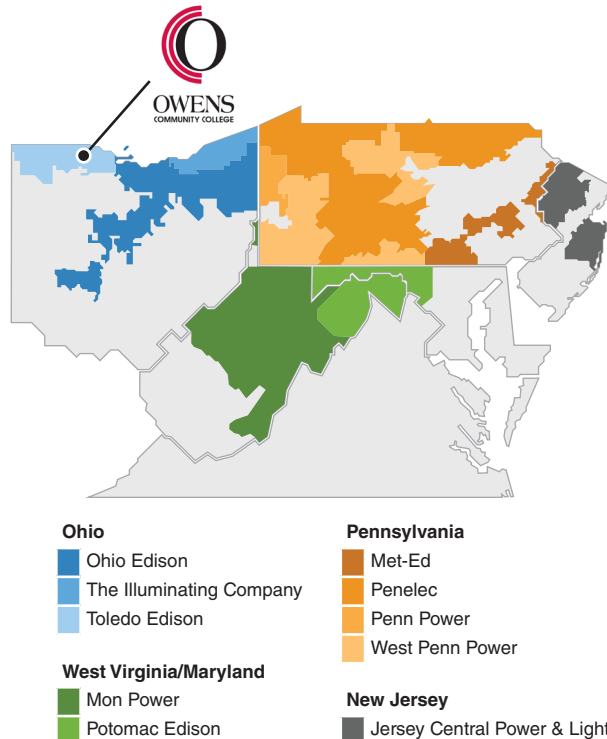 OWENS
COMMUNITY COLLEGE
Ohio
Ohio Edison
The Illuminating Company
Toledo Edison
West Virginia/Maryland
Mon Power
Potomac Edison
Pennsylvania
Met-Ed
Penelec
Penn Power
West Penn Power
New Jersey
Jersey Central Power & Light